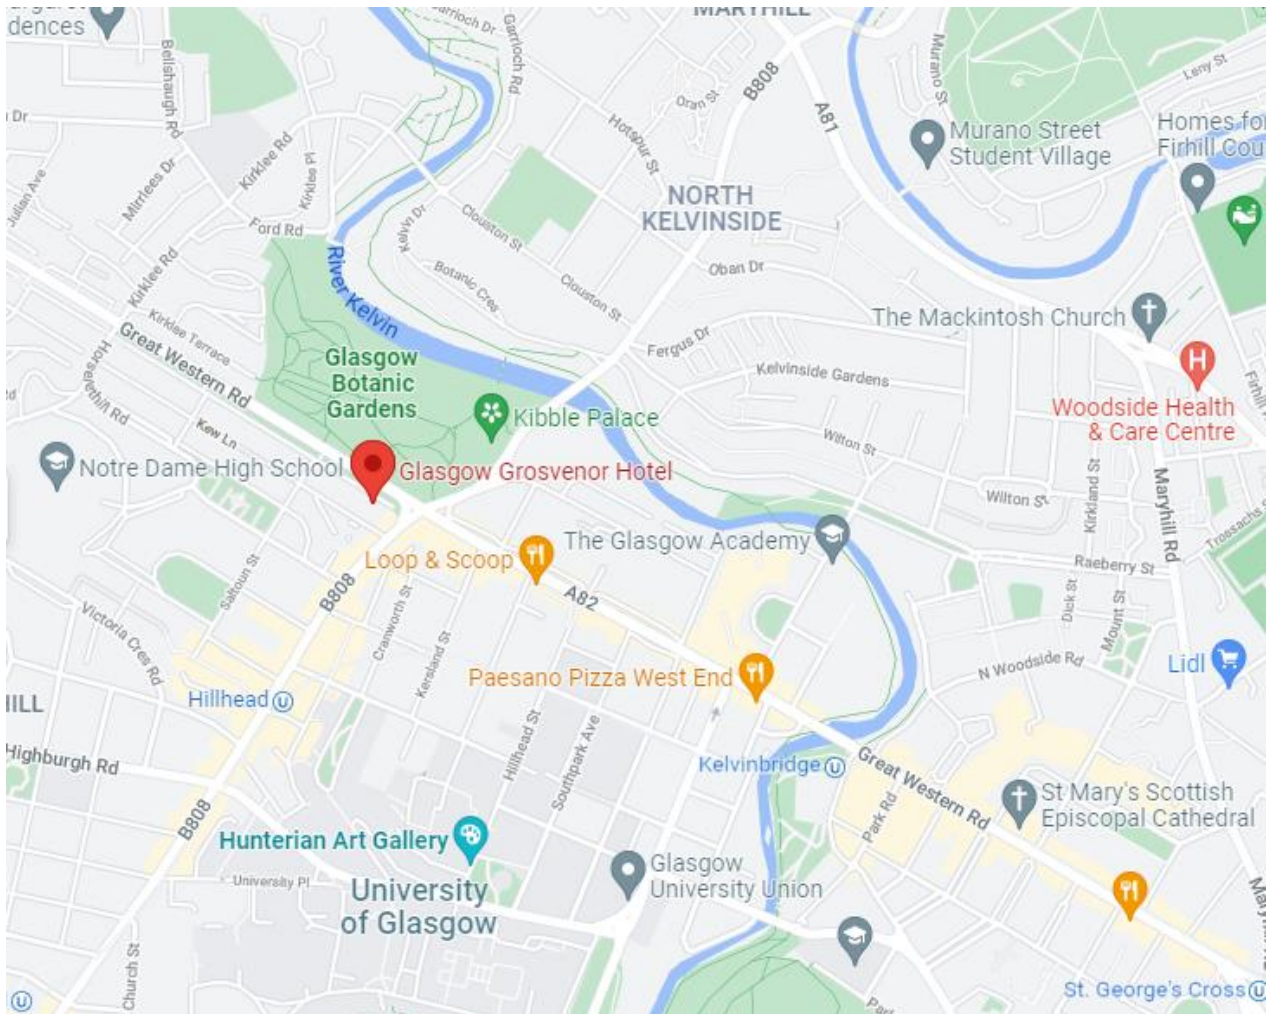 dences
MARYHILL
Garrioch Rd
Bellshaugh Rd
B808
Murano St
Leny St
Oran St
A81
Murano Street
Student Village
Homes for
Hotspur St
Kirklee Rd
Kirklee Pl
Mirrlees Dr
Julian Ave
NORTH
KELVINSIDE
Ford Rd
Kelvin Dr
Clouston St
River Kelvin
Kirklee Rd
Botanic Cres
Clouston St
Oban Dr
The Mackintosh Church
Great Western Rd
Kirklee Terrace
Fergus Dr
Glasgow
Botanic
Gardens
Kelvinside Gardens
H
Woodside Health
& Care Centre
Kibble Palace
Kew Ln
Wilton St
Notre Dame High School
Glasgow Grosvenor Hotel
Wilton St
Kirkland St
Maryhill Rd
The Glasgow Academy
Loop & Scoop
Raeberry St
B808
A82
Saltoun St
Cranworth St
Kersland St
Dick St
Mount St
Victoria Cres Rd
Paesano Pizza West End
N Woodside Rd
Lidl
Hillhead
U
Hillhead St
Southpark Ave
Highburgh Rd
Kelvinbridge
U
Great Western Rd
St Mary's Scottish
Episcopal Cathedral
Park Rd
B808
Hunterian Art Gallery
Glasgow
University Union
University Pl
University
of Glasgow
Church St
St. George's Cross
U
U